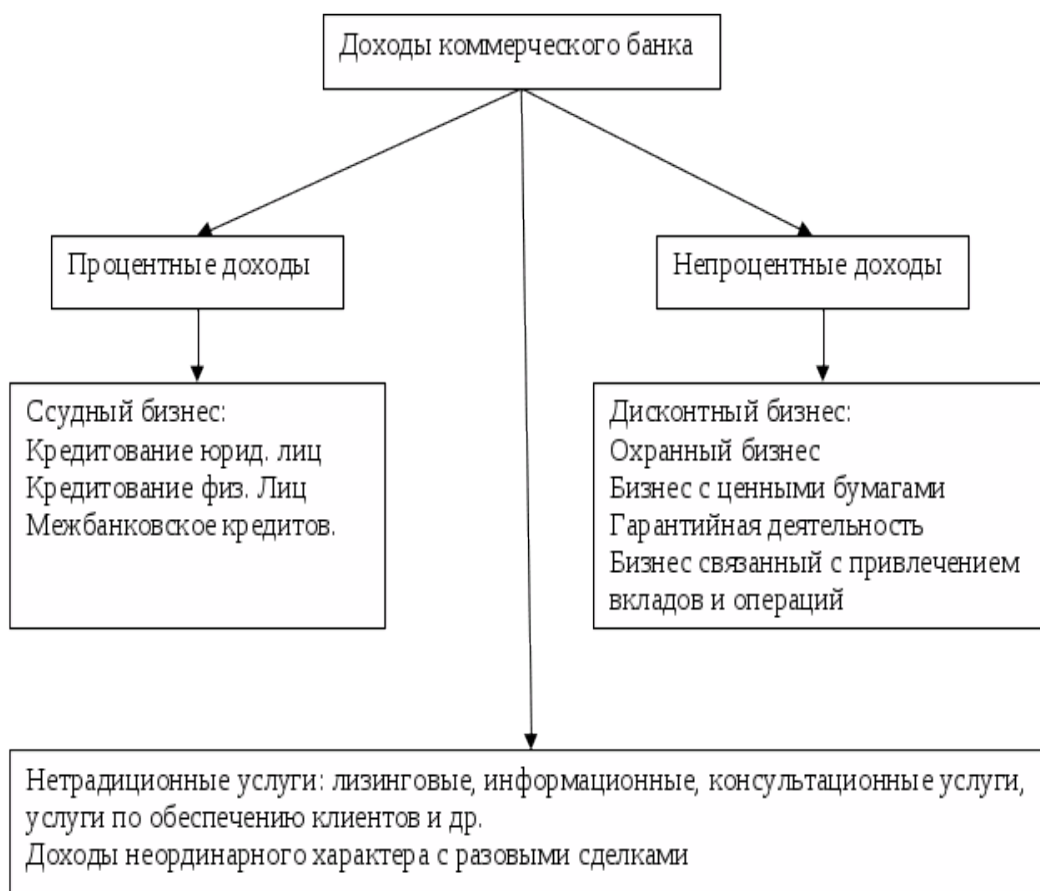 Доходы коммерческого банка
Процентные доходы
Непроцентные доходы
Ссудный бизнес:
Кредитование юрид. лиц
Кредитование физ. Лиц
Межбанковское кредитов.
Дисконтный бизнес:
Охранный бизнес
Бизнес с ценными бумагами
Гарантийная деятельность
Бизнес связанный с привлечением
вкладов и операций
Нетрадиционные услуги: лизинговые, информационные, консультационные услуги,
услуги по обеспечению клиентов и др.
Доходы неординарного характера с разовыми сделками